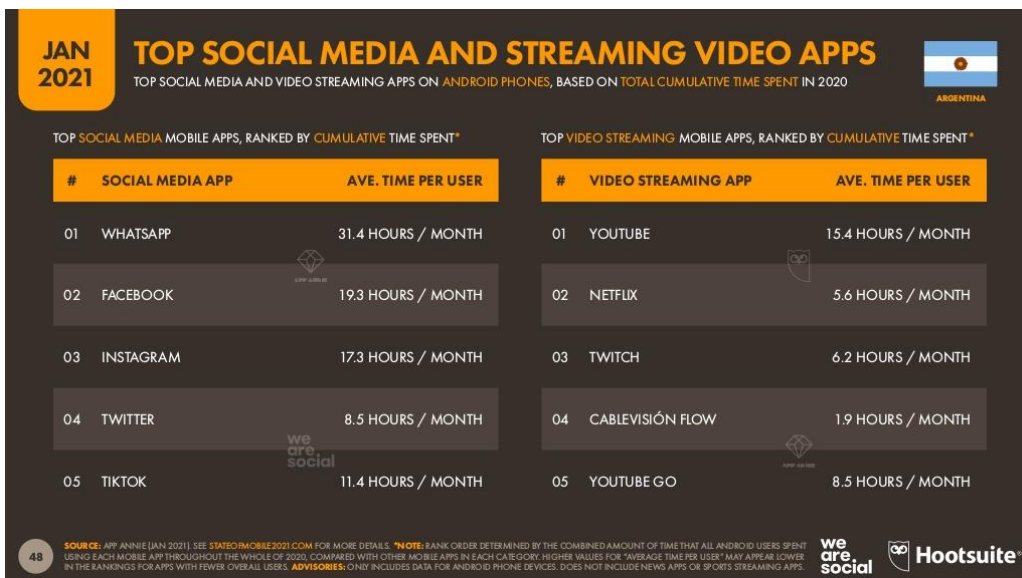 JAN
2021
TOP SOCIAL MEDIA AND STREAMING VIDEO APPS
TOP SOCIAL MEDIA AND VIDEO STREAMING APPS ON ANDROID PHONES, BASED ON TOTAL CUMULATIVE TIME SPENT IN 2020
ARGENTINA
TOP SOCIAL MEDIA MOBILE APPS, RANKED BY CUMULATIVE TIME SPENT*
# SOCIAL MEDIA APP AVE. TIME PER USER
01 WHATSAPP 31.4 HOURS / MONTH
02 FACEBOOK 19.3 HOURS / MONTH
03 INSTAGRAM 17.3 HOURS / MONTH
04 TWITTER 8.5 HOURS / MONTH
05 TIKTOK 11.4 HOURS / MONTH
APP ANNIE
we
are
social
TOP VIDEO STREAMING MOBILE APPS, RANKED BY CUMULATIVE TIME SPENT*
# VIDEO STREAMING APP AVE. TIME PER USER
01 YOUTUBE 15.4 HOURS / MONTH
02 NETFLIX 5.6 HOURS / MONTH
03 TWITCH 6.2 HOURS / MONTH
04 CABLEVISIÓN FLOW 1.9 HOURS / MONTH
05 YOUTUBE GO 8.5 HOURS / MONTH
APP ANNIE
48
SOURCE: APP ANNIE (JAN 2021). SEE STATEOFMOBILE2021.COM FOR MORE DETAILS. *NOTE: RANK ORDER DETERMINED BY THE COMBINED AMOUNT OF TIME THAT ALL ANDROID USERS SPENT
USING EACH MOBILE APP THROUGHOUT THE WHOLE OF 2020, COMPARED WITH OTHER MOBILE APPS IN EACH CATEGORY. HIGHER VALUES FOR "AVERAGE TIME PER USER" MAY APPEAR LOWER
IN THE RANKINGS FOR APPS WITH FEWER OVERALL USERS. ADVISORIES: ONLY INCLUDES DATA FOR ANDROID PHONE DEVICES. DOES NOT INCLUDE NEWS APPS OR SPORTS STREAMING APPS.
we
are
social
Hootsuite®